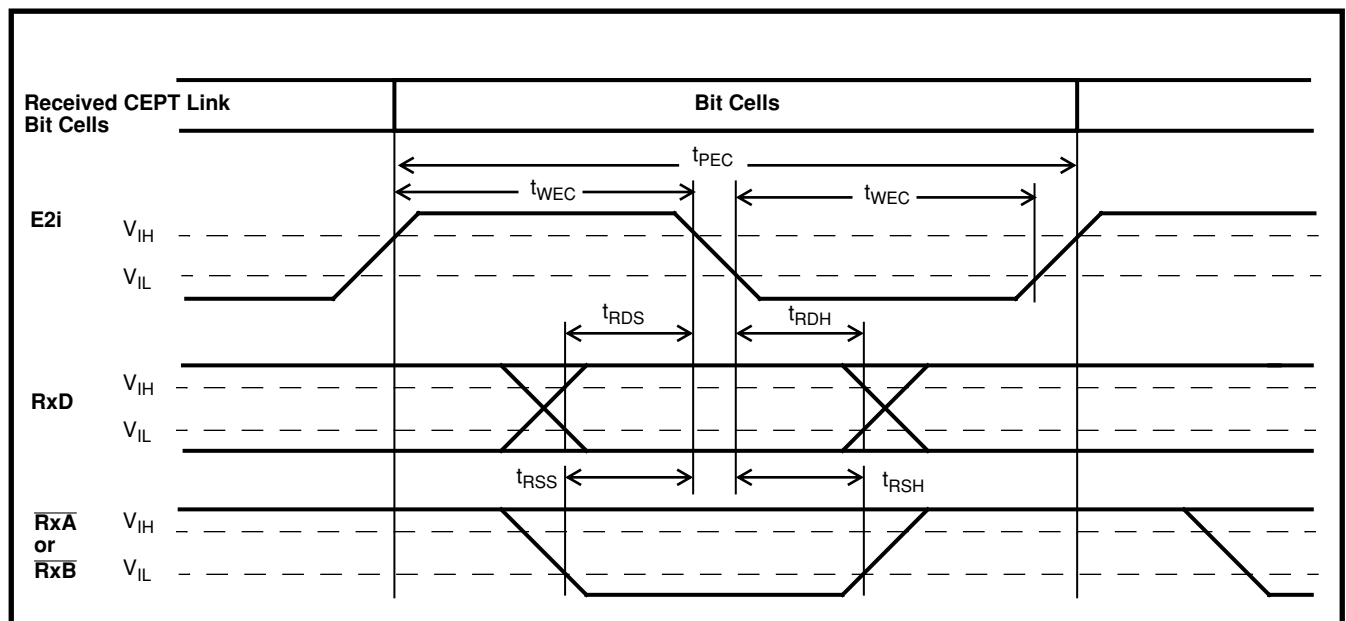 Received CEPT Link
Bit Cells
Bit Cells
tPEC
tWEC
tWEC
E2i
VIH
VIL
tRDS
tRDH
RxD
VIH
VIL
tRSS
tRSH
RxA
or
RxB
VIH
VIL